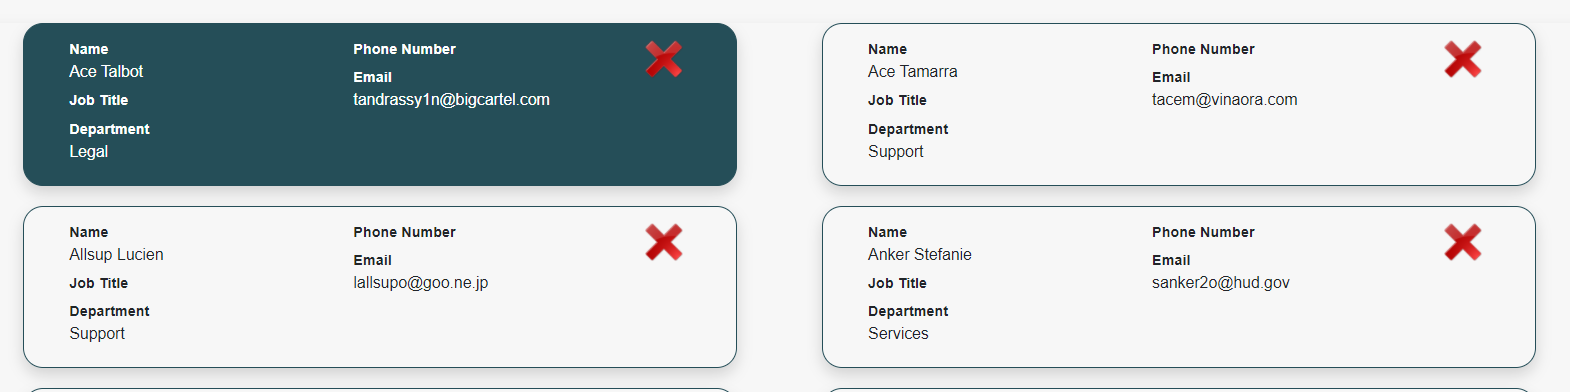 Name
Ace Talbot
Job Title
Department
Legal
Phone Number
Email
tandrassy1n@bigcartel.com
Name
Ace Tamarra
Job Title
Department
Support
Phone Number
Email
tacem@vinaora.com
Name
Allsup Lucien
Job Title
Department
Support
Phone Number
Email
lallsupo@goo.ne.jp
Name
Anker Stefanie
Job Title
Department
Services
Phone Number
Email
sanker2o@hud.gov